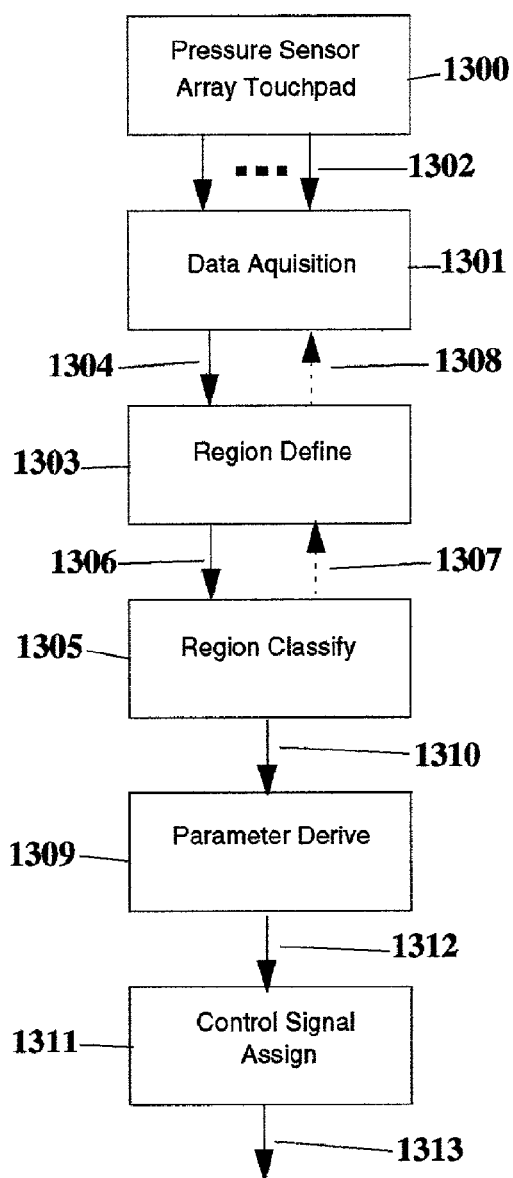 Pressure Sensor
Array Touchpad
1300
1302
Data Aquisition
1301
1304
1308
1303
Region Define
1306
1307
1305
Region Classify
1310
1309
Parameter Derive
1312
1311
Control Signal
Assign
1313